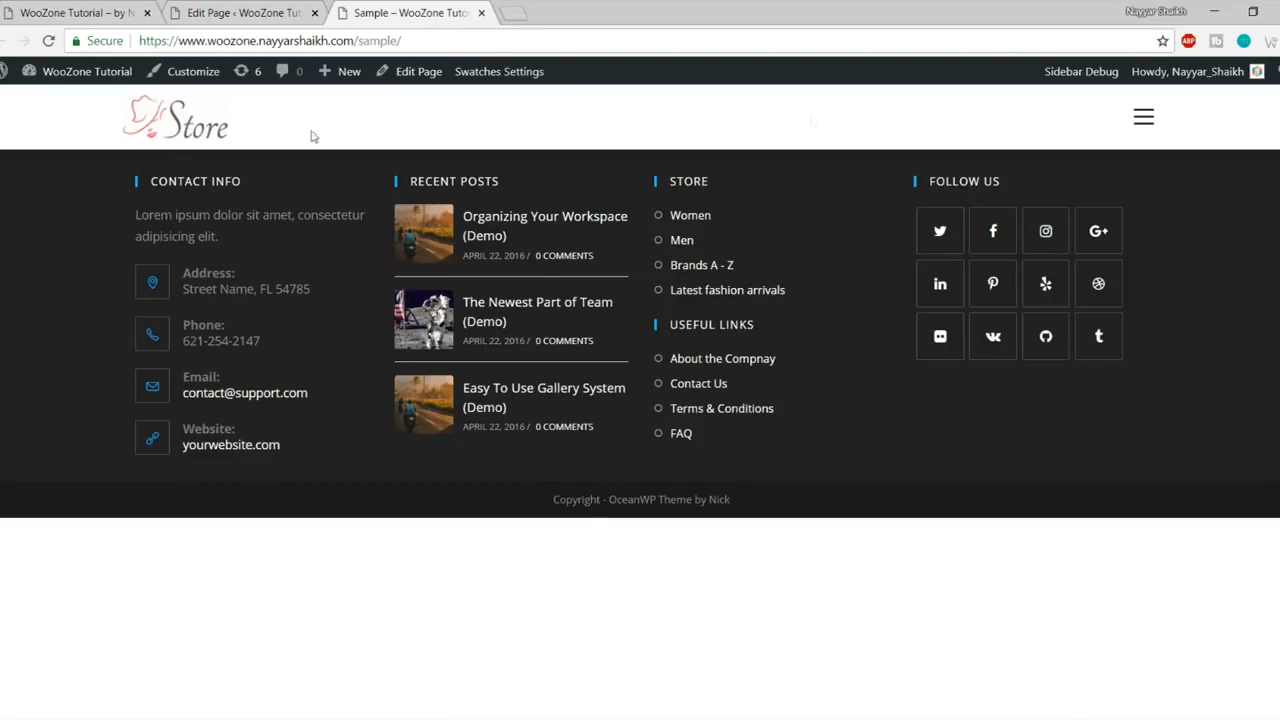 WooZone Tutorial – by N
Edit Page ‹ WooZone Tut
Sample – WooZone Tuto
Nayyar Shaikh
Secure
https://www.woozone.nayyarshaikh.com/sample/
ABP
WooZone Tutorial
Customize
6
0
New
Edit Page
Swatches Settings
Sidebar Debug
Howdy, Nayyar_Shaikh
Store
CONTACT INFO
Lorem ipsum dolor sit amet, consectetur
adipisicing elit.
Address:
Street Name, FL 54785
Phone:
621-254-2147
Email:
contact@support.com
Website:
yourwebsite.com
RECENT POSTS
Organizing Your Workspace
(Demo)
APRIL 22, 2016 / 0 COMMENTS
The Newest Part of Team
(Demo)
APRIL 22, 2016 / 0 COMMENTS
Easy To Use Gallery System
(Demo)
APRIL 22, 2016 / 0 COMMENTS
STORE
Women
Men
Brands A - Z
Latest fashion arrivals
USEFUL LINKS
About the Compnay
Contact Us
Terms & Conditions
FAQ
FOLLOW US
Copyright - OceanWP Theme by Nick